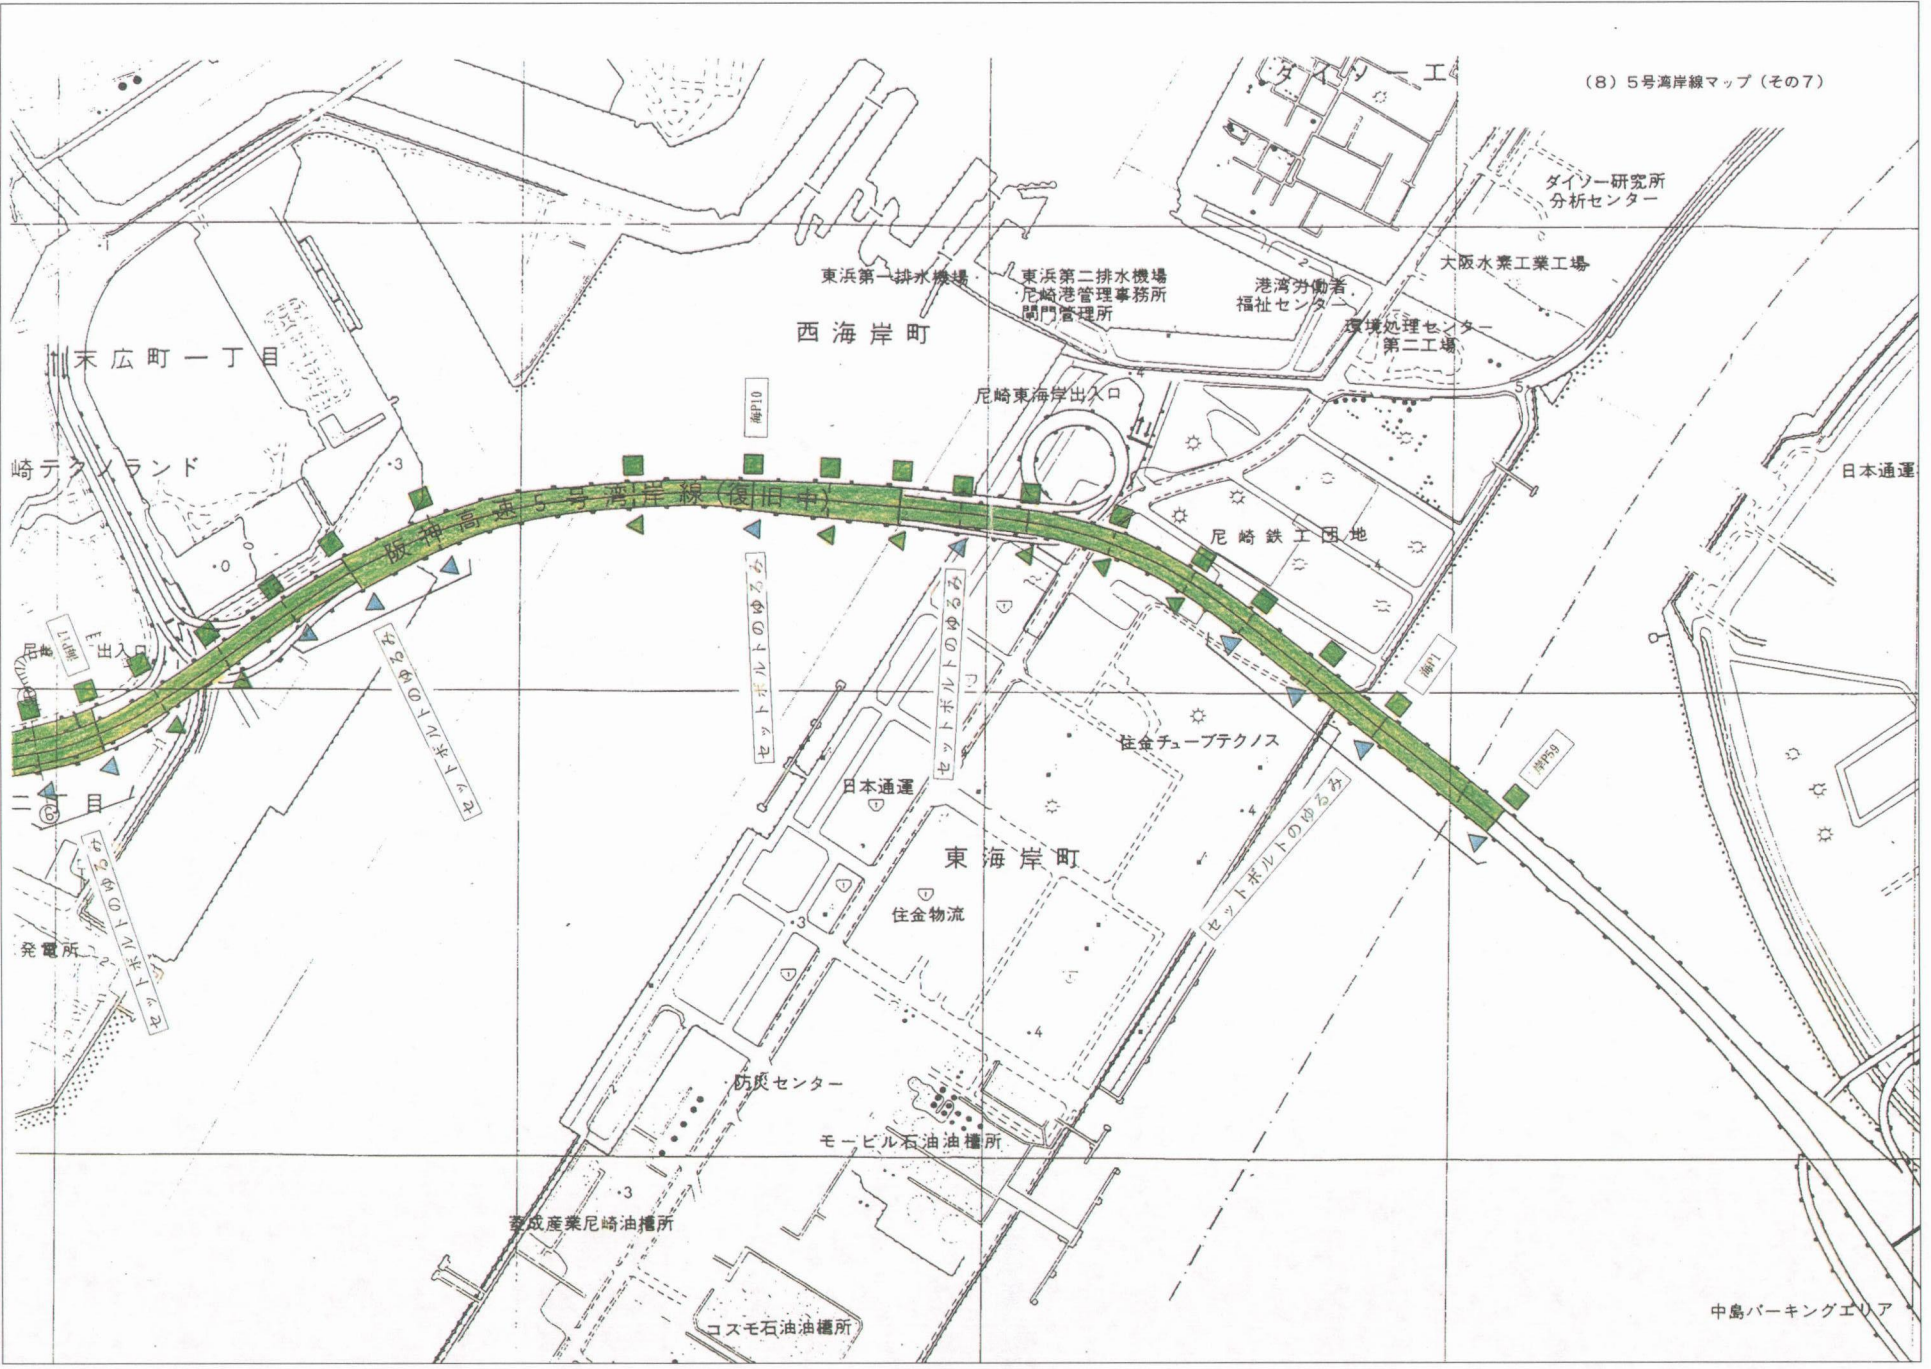 (8) 5号湾岸線マップ (その7)
ダイソー工
ダイソー研究所
分析センター
大阪水素工業工場
港湾労働者
福祉センター
環境処理センター
第二工場
東浜第一排水機場
東浜第二排水機場
尼崎港管理事務所
閘門管理所
西海岸町
末広町一丁目
尼崎東海岸出入口
海P10
崎テクノランド
日本通運
阪神高速5号湾岸線(復旧中)
尼崎鉄工団地
海P17
出入口
海P1
岸P59
セットボルトのゆるみ
セットボルトのゆるみ
セットボルトのゆるみ
セットボルトのゆるみ
セットボルトのゆるみ
住金チューブテクノス
日本通運
二丁目
東海岸町
住金物流
発電所
防災センター
モービル石油油槽所
菱成産業尼崎油槽所
コスモ石油油槽所
中島パーキングエリア